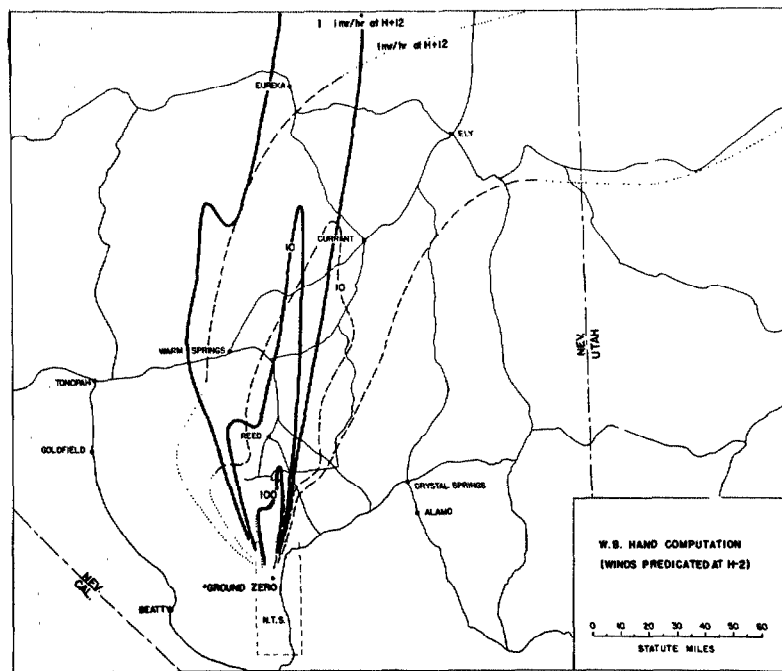 1 1mr/hr at H+12
1mr/hr at H+12
EUREKA
ELY
10
CURRANT
10
WARM SPRINGS
NEV.
UTAH
TONOPAH
REED
GOLDFIELD
100
CRYSTAL SPRINGS
ALAMO
GROUND ZERO
NEV.
CAL.
BEATTY
N.T.S.
W.B. HAND COMPUTATION
(WINDS PREDICATED AT H-2)
0 10 20 30 40 50 60
STATUTE MILES